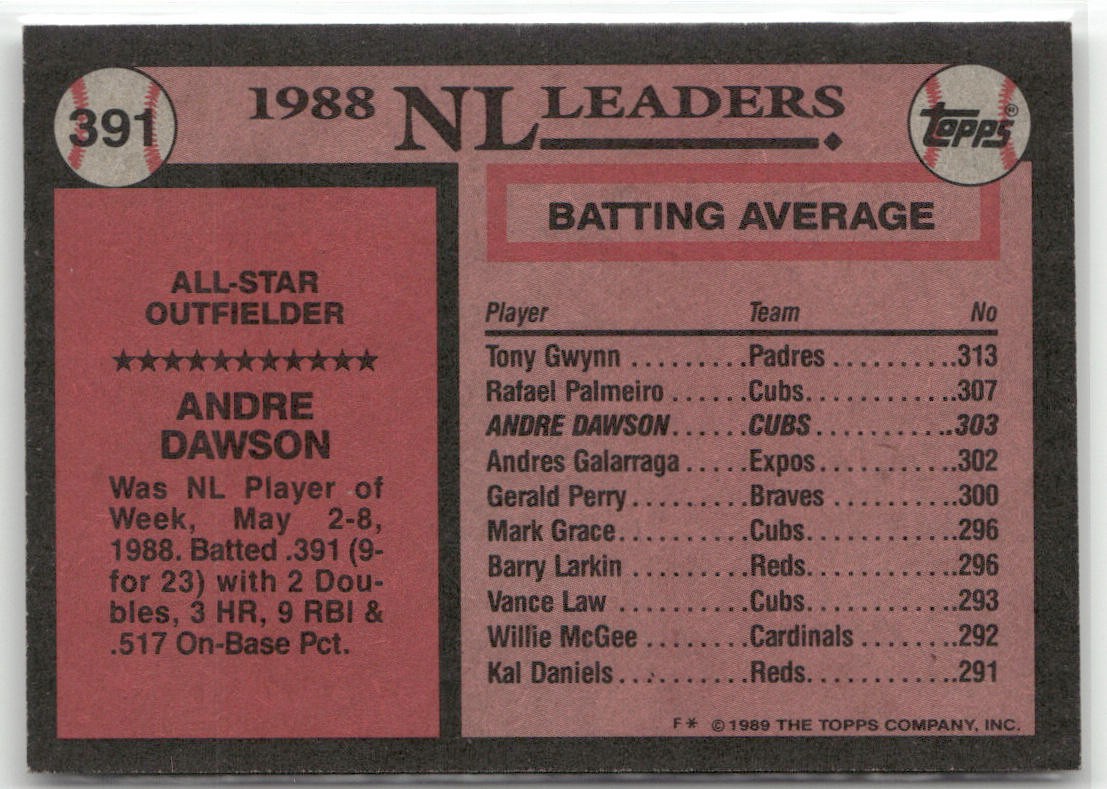 391
1988 NL LEADERS.
TOPPS®
ALL-STAR
OUTFIELDER
★★★★★★★★★★★
ANDRE
DAWSON
Was NL Player of
Week, May 2-8,
1988. Batted .391 (9-
for 23) with 2 Dou-
bles, 3 HR, 9 RBI &
.517 On-Base Pct.
BATTING AVERAGE
Player Team No
Tony Gwynn .........Padres ...........313
Rafael Palmeiro ......Cubs.............307
ANDRE DAWSON......CUBS.............303
Andres Galarraga .....Expos............302
Gerald Perry.........Braves ...........300
Mark Grace..........Cubs.............296
Barry Larkin .........Reds.............296
Vance Law ..........Cubs.............293
Willie McGee ........Cardinals ........292
Kal Daniels..........Reds.............291
F* ©1989 THE TOPPS COMPANY, INC.